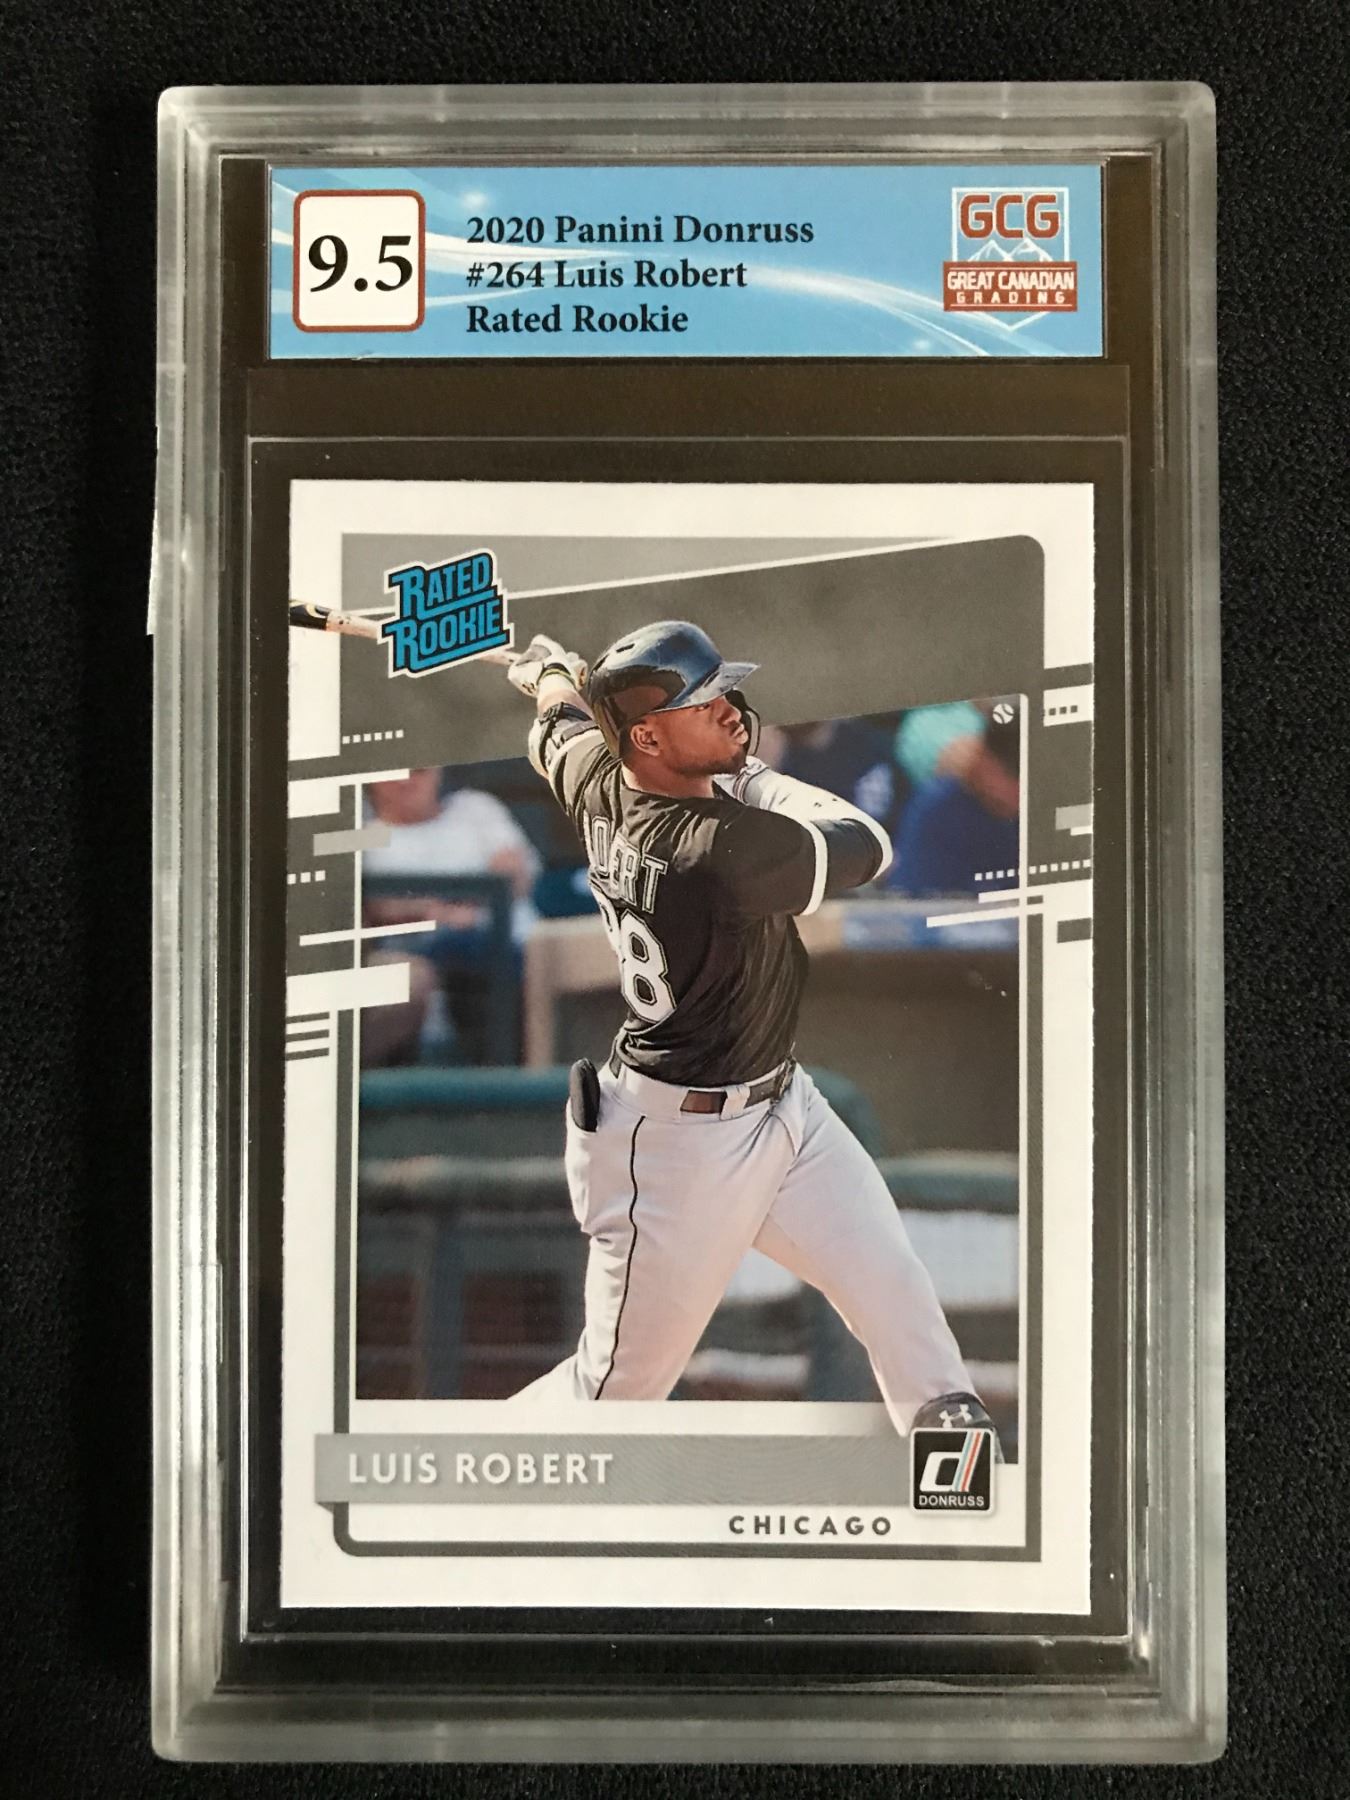 9.5
2020 Panini Donruss
#264 Luis Robert
Rated Rookie
GCG
GREAT CANADIAN
GRADING
RATED
ROOKIE
LUIS ROBERT
DONRUSS
CHICAGO